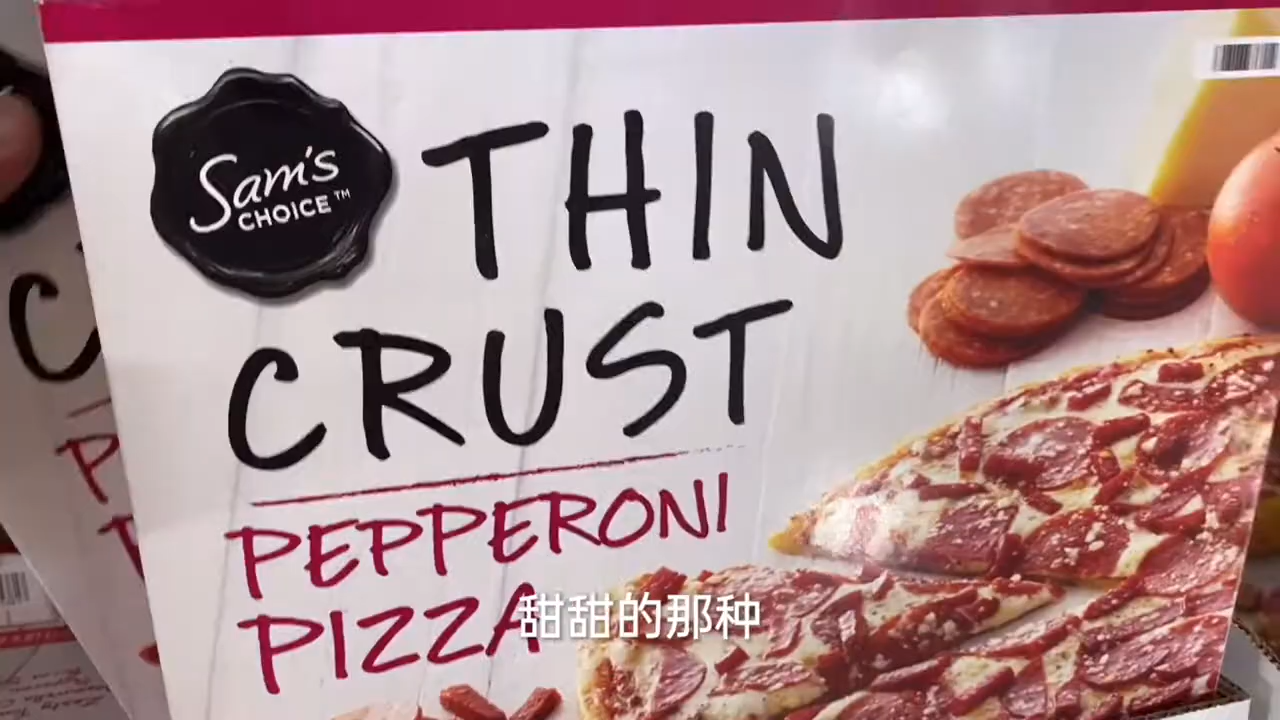 Sam's
CHOICE™
THIN
CRUST
PEPPERONI
PIZZA
甜甜的那种